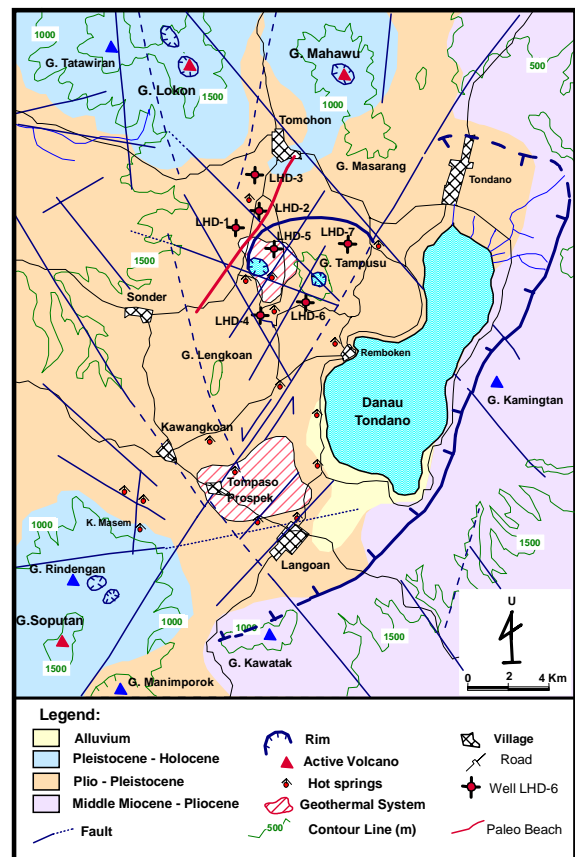 1000
G. Tatawiran
G. Lokon
1500
G. Mahawu
1000
500
Tomohon
G. Masarang
Tondano
LHD-3
LHD-2
LHD-1
LHD-5
LHD-7
G. Tampusu
1500
Sonder
LHD-4
LHD-6
G. Lengkoan
Remboken
Danau
Tondano
G. Kamingtan
Kawangkoan
Tompaso
Prospek
K. Masem
Langoan
1000
G. Rindengan
1500
G.Soputan
1000
1000
G. Kawatak
1500
G. Manimporok
U
0 2 4 Km
Legend:
Alluvium
Pleistocene - Holocene
Plio - Pleistocene
Middle Miocene - Pliocene
Fault
Rim
Active Volcano
Hot springs
Geothermal System
500
Contour Line (m)
Village
Road
Well LHD-6
Paleo Beach